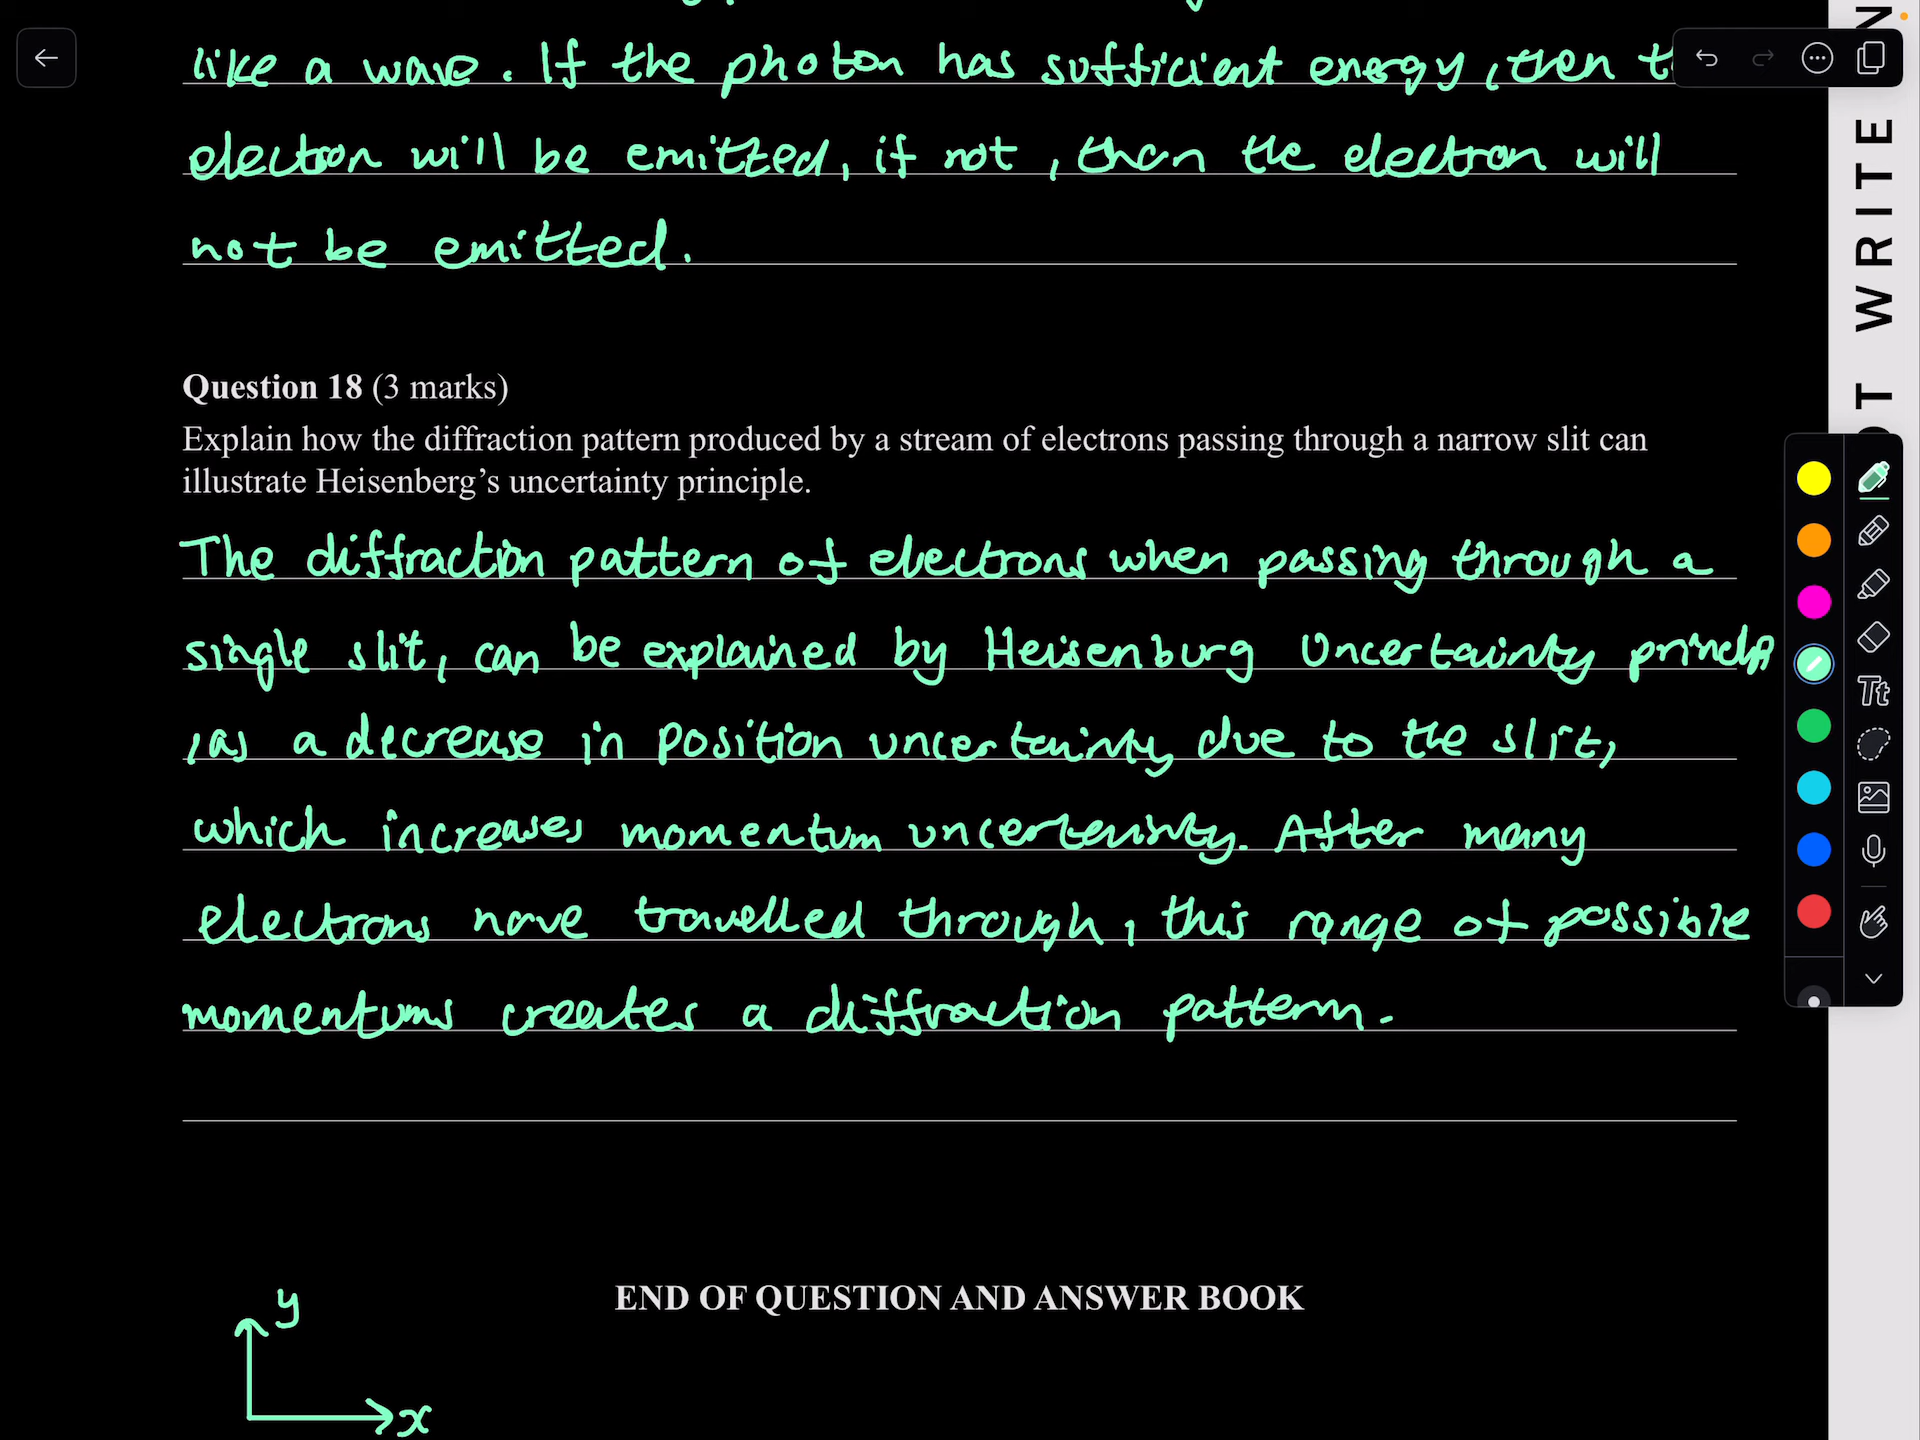 like a wave. If the photon has sufficient energy, then
electron will be emitted, if not, then the electron will
not be emitted.
Question 18 (3 marks)
Explain how the diffraction pattern produced by a stream of electrons passing through a narrow slit can
illustrate Heisenberg's uncertainty principle.
The diffraction pattern of electrons when passing through a
single slit, can be explained by Heisenburg Uncertainty
, as a decrease in position uncertainty due to the slit,
which increases momentum uncertainty. After many
electrons have travelled through, this range of possible
momentums creates a diffraction pattern.
END OF QUESTION AND ANSWER BOOK
y
x
WRITE
Tt